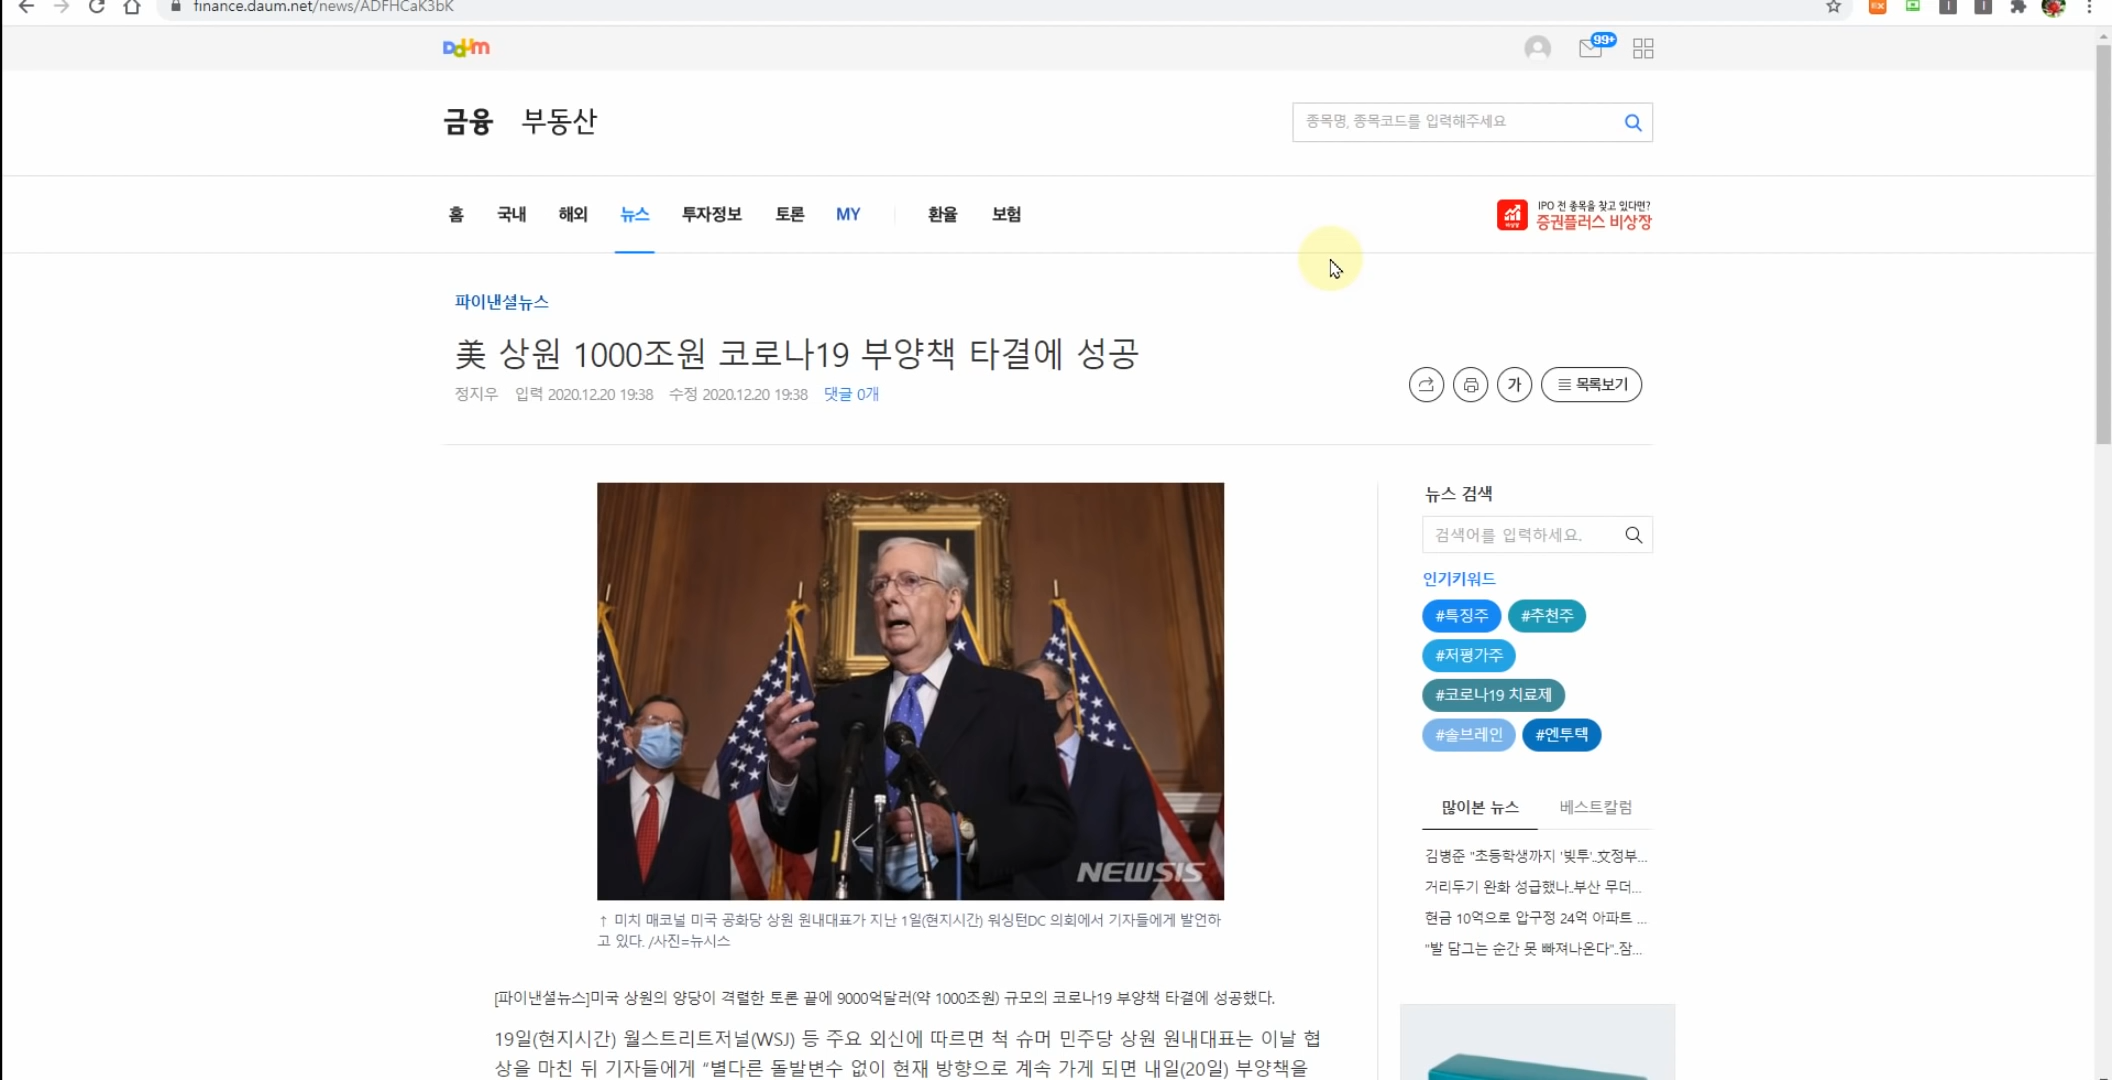 finance.daum.net/news/ADFHCaK3bK
Daum
99+
금융 부동산
종목명, 종목코드를 입력해주세요
홈 국내 해외 뉴스 투자정보 토론 MY 환율 보험
IPO 전 종목을 찾고 있다면?
증권플러스 비상장
파이낸셜뉴스
美 상원 1000조원 코로나19 부양책 타결에 성공
정지우 입력 2020.12.20 19:38 수정 2020.12.20 19:38 댓글 0개
가 목록보기
NEWSIS
↑ 미치 매코널 미국 공화당 상원 원내대표가 지난 1일(현지시간) 워싱턴DC 의회에서 기자들에게 발언하
고 있다. /사진=뉴시스
[파이낸셜뉴스]미국 상원의 양당이 격렬한 토론 끝에 9000억달러(약 1000조원) 규모의 코로나19 부양책 타결에 성공했다.
19일(현지시간) 월스트리트저널(WSJ) 등 주요 외신에 따르면 척 슈머 민주당 상원 원내대표는 이날 협
상을 마친 뒤 기자들에게 “별다른 돌발변수 없이 현재 방향으로 계속 가게 되면 내일(20일) 부양책을
뉴스 검색
검색어를 입력하세요.
인기키워드
#특징주 #추천주
#저평가주
#코로나19 치료제
#솔브레인 #엔투텍
많이본 뉴스 베스트칼럼
김병준 "초등학생까지 '빚투'..文정부...
거리두기 완화 성급했나..부산 무더...
현금 10억으로 압구정 24억 아파트 ...
"발 담그는 순간 못 빠져나온다"..잠...